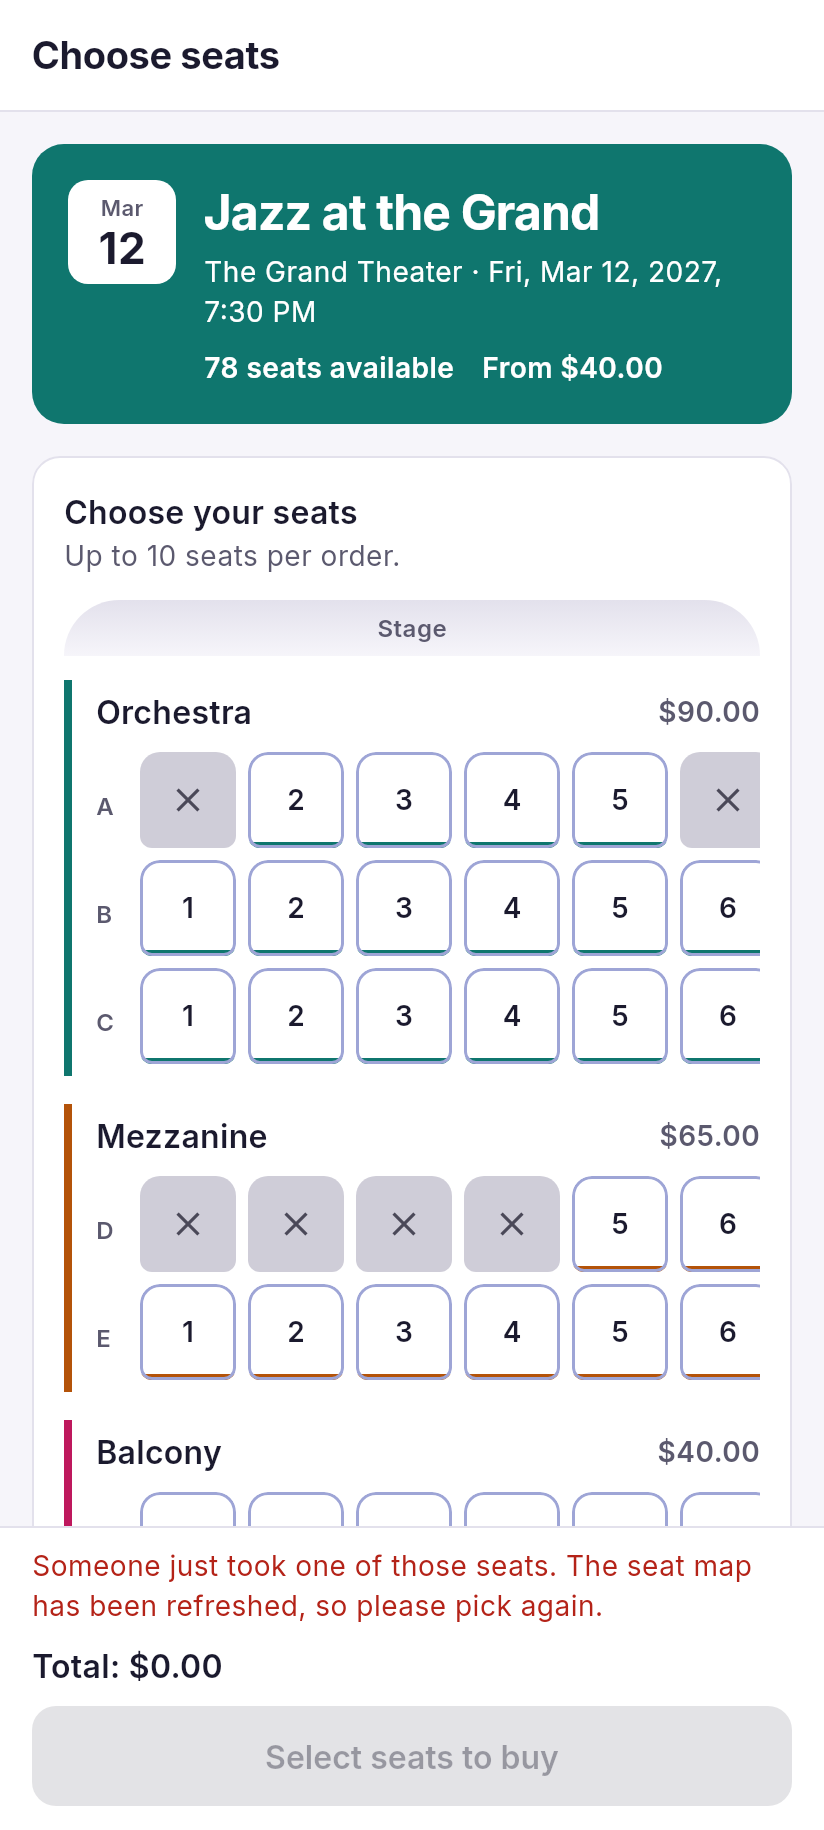 Choose seats
Mar
12
Jazz at the Grand
The Grand Theater · Fri, Mar 12, 2027,
7:30 PM
78 seats available From $40.00
Choose your seats
Up to 10 seats per order.
Stage
Orchestra $90.00
A 2 3 4 5
B 1 2 3 4 5 6
C 1 2 3 4 5 6
Mezzanine $65.00
D 5 6
E 1 2 3 4 5 6
Balcony $40.00
Someone just took one of those seats. The seat map
has been refreshed, so please pick again.
Total: $0.00
Select seats to buy